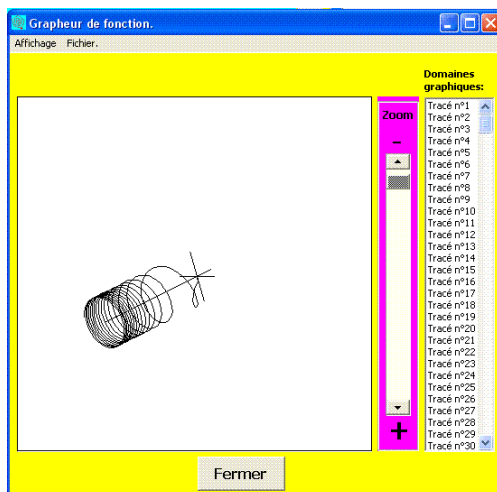 Grapheur de fonction.
Affichage Fichier.
Domaines
graphiques:
Zoom
-
+
Tracé n°1
Tracé n°2
Tracé n°3
Tracé n°4
Tracé n°5
Tracé n°6
Tracé n°7
Tracé n°8
Tracé n°9
Tracé n°10
Tracé n°11
Tracé n°12
Tracé n°13
Tracé n°14
Tracé n°15
Tracé n°16
Tracé n°17
Tracé n°18
Tracé n°19
Tracé n°20
Tracé n°21
Tracé n°22
Tracé n°23
Tracé n°24
Tracé n°25
Tracé n°26
Tracé n°27
Tracé n°28
Tracé n°29
Tracé n°30
Fermer